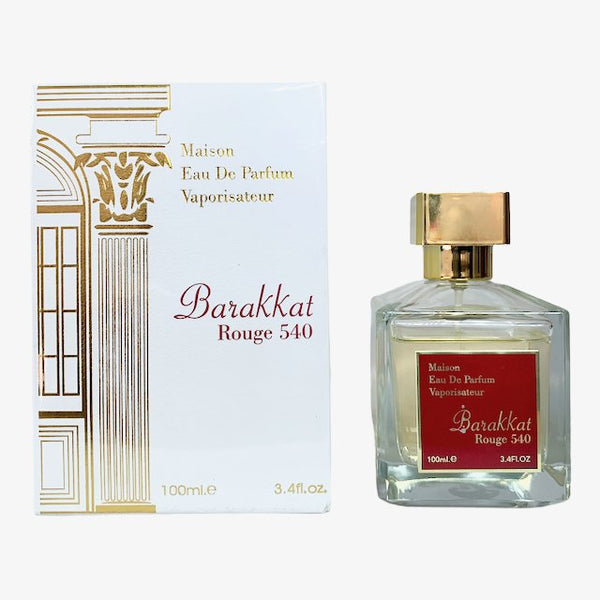 Maison
Eau De Parfum
Vaporisateur
Barakkat
Rouge 540
100ml.e
3.4fl.oz.
Maison
Eau De Parfum
Vaporisateur
Barakkat
Rouge 540
100ml.e
3.4Fl.OZ